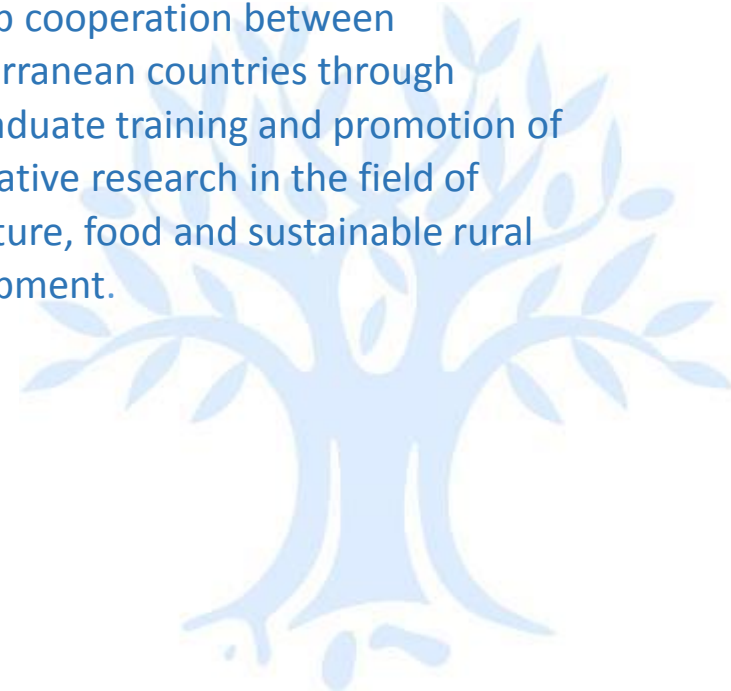 p cooperation between
rranean countries through
aduate training and promotion of
ative research in the field of
ture, food and sustainable rural
pment.